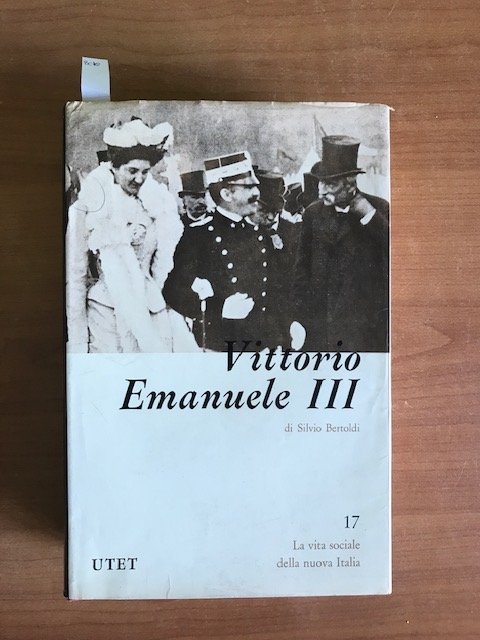 Vittorio
Emanuele III
di Silvio Bertoldi
17
La vita sociale
della nuova Italia
UTET